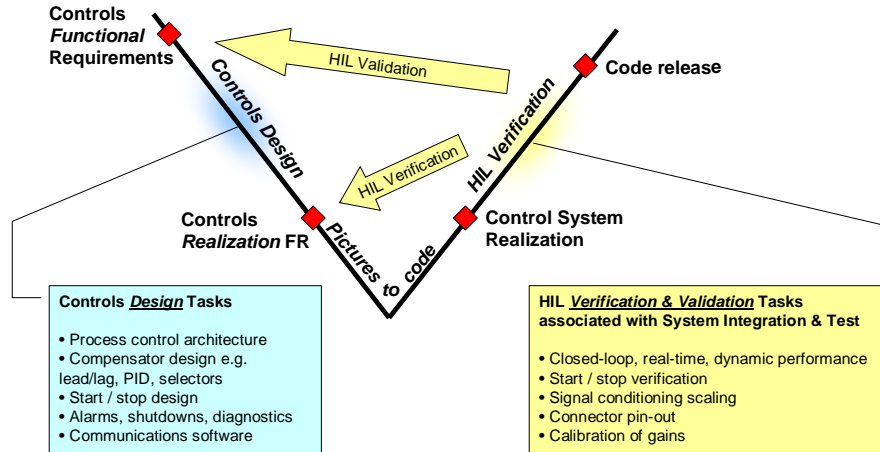 Controls
Functional
Requirements
HIL Validation
Code release
Controls Design
HIL Verification
HIL Verification
Controls
Realization FR
Pictures to code
Control System
Realization
Controls Design Tasks
• Process control architecture
• Compensator design e.g.
lead/lag, PID, selectors
• Start / stop design
• Alarms, shutdowns, diagnostics
• Communications software
HIL Verification & Validation Tasks
associated with System Integration & Test
• Closed-loop, real-time, dynamic performance
• Start / stop verification
• Signal conditioning scaling
• Connector pin-out
• Calibration of gains